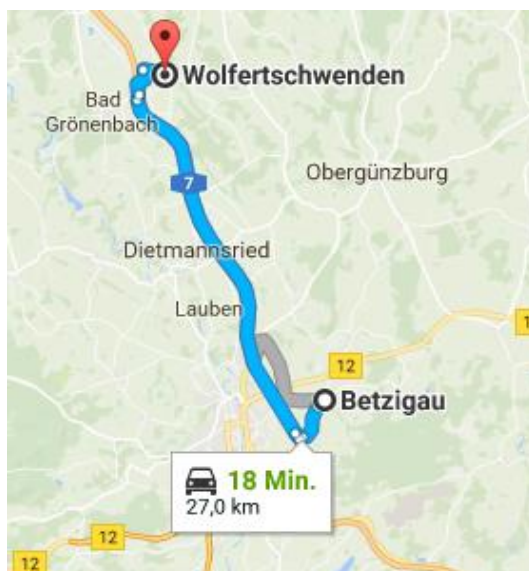 Wolfertschwenden
Bad
Grönenbach
Obergünzburg
7
Dietmannsried
Lauben
1
12
Betzigau
18 Min.
27,0 km
12
12